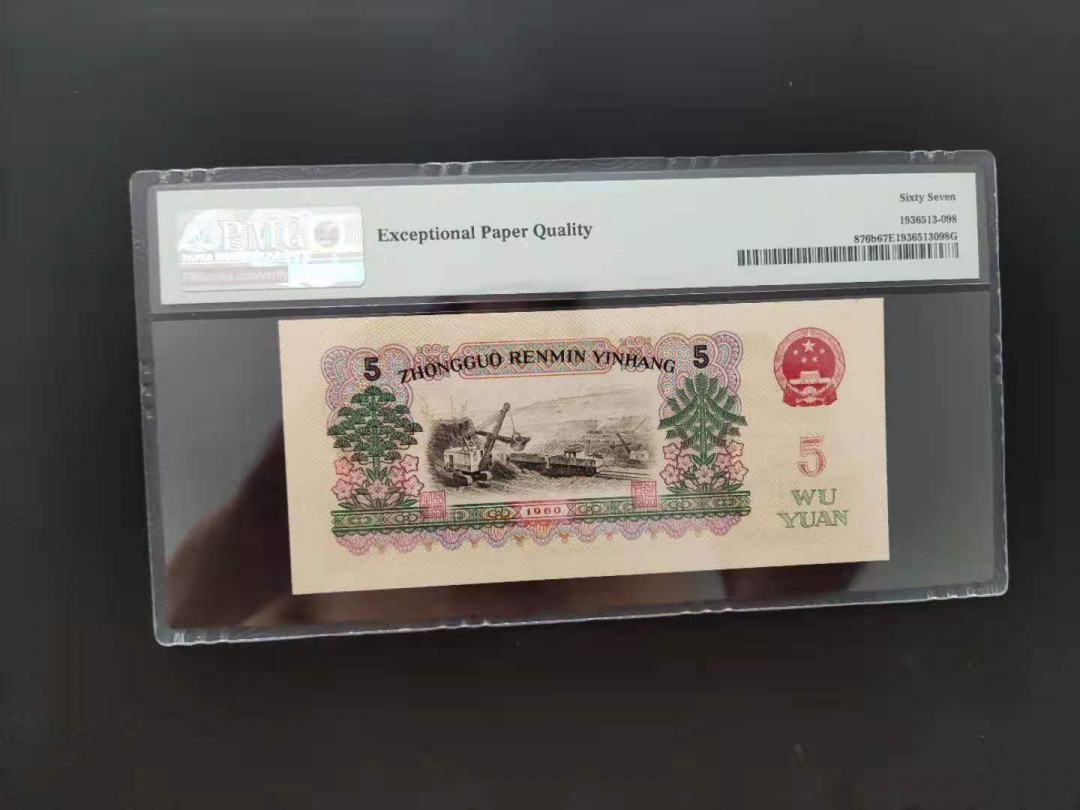 Sixty Seven
PMG
Exceptional Paper Quality
1936513-098
876b67E1936513098G
5 ZHONGGUO RENMIN YINHANG 5
5
WU
YUAN
1960